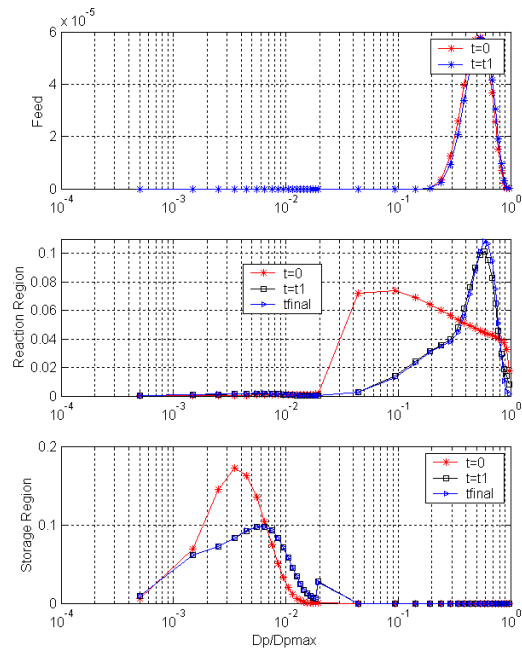 x 10^-5
6
4
2
0
Feed
t=0
t=t1
10^-4
10^-3
10^-2
10^-1
10^0
0.1
0.08
0.06
0.04
0.02
0
Reaction Region
t=0
t=t1
tfinal
10^-4
10^-3
10^-2
10^-1
10^0
0.2
0.1
0
Storage Region
t=0
t=t1
tfinal
10^-4
10^-3
10^-2
10^-1
10^0
Dp/Dpmax